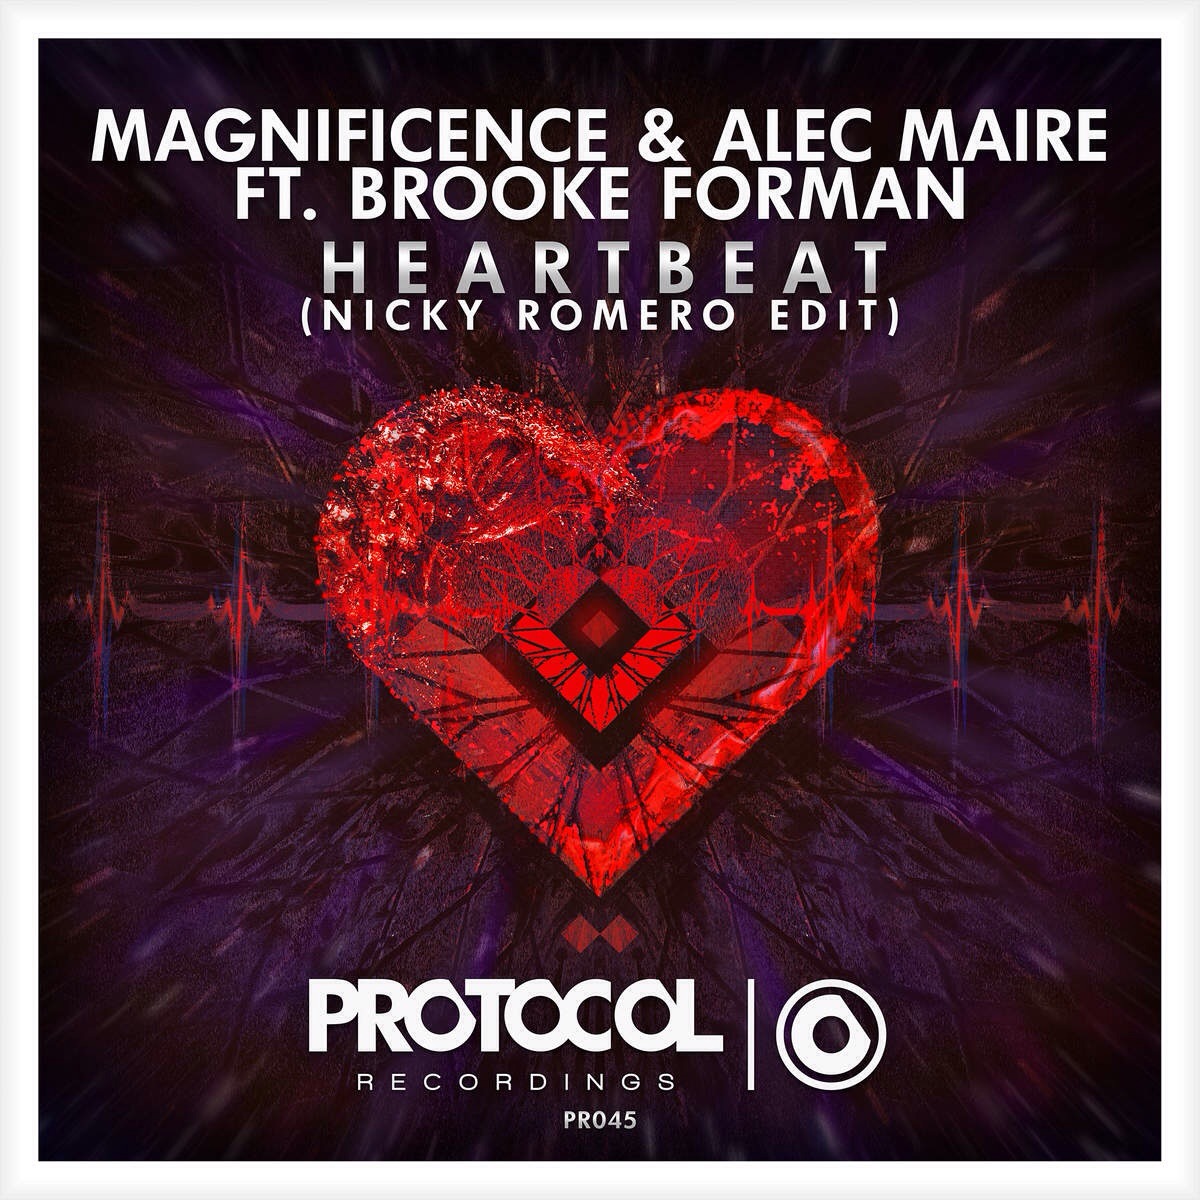 MAGNIFICENCE & ALEC MAIRE
FT. BROOKE FORMAN
HEARTBEAT
(NICKY ROMERO EDIT)
PROTOCOL
RECORDINGS
PR045